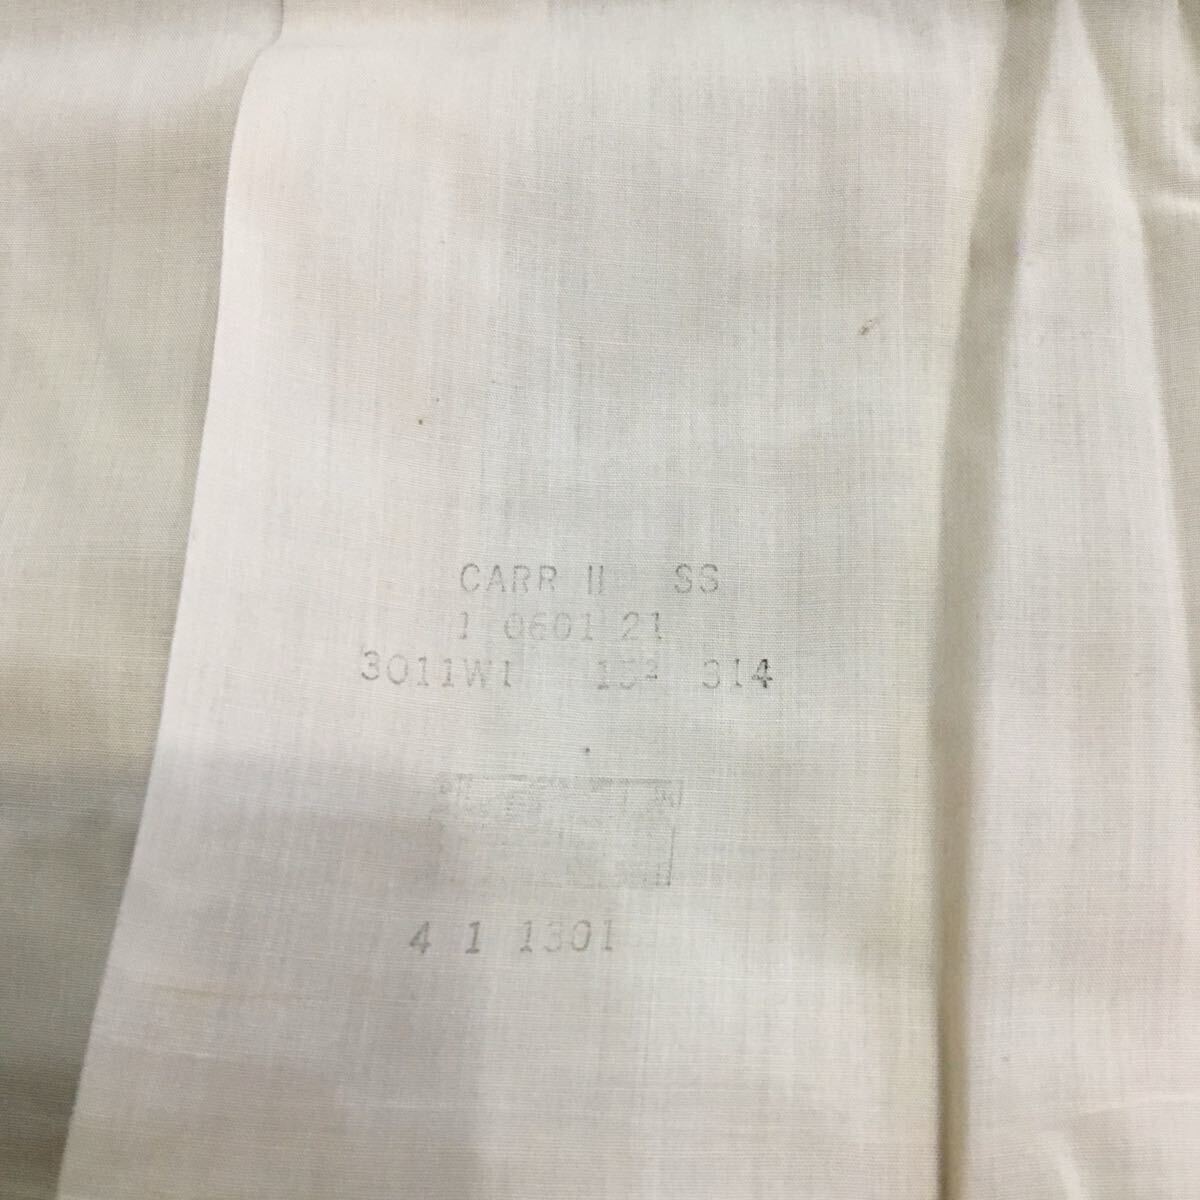 CARR II SS
1 0601 21
3011W1 15² 314
4 1 1301